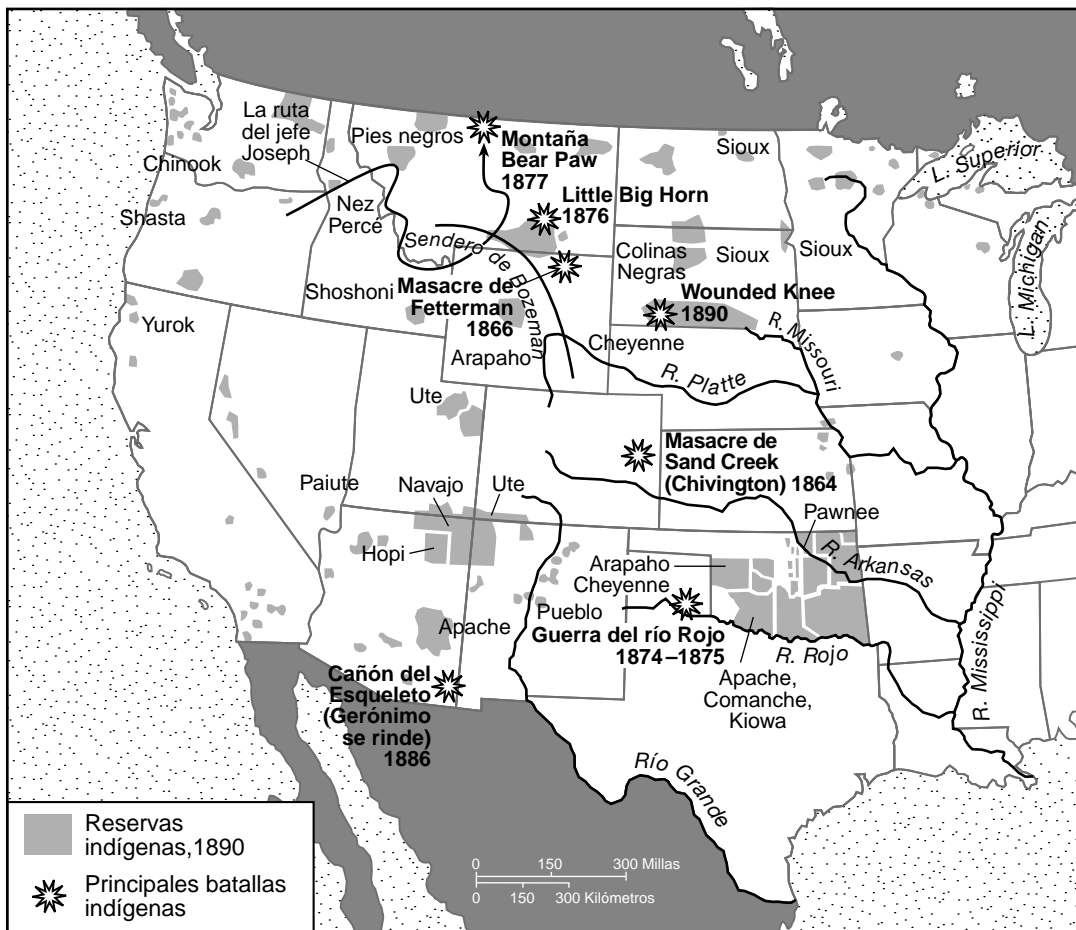 La ruta
del jefe
Joseph
Pies negros
Montaña
Bear Paw
1877
Sioux
L. Superior
Chinook
Shasta
Nez
Percé
Little Big Horn
1876
Sendero de Bozeman
Colinas
Negras
Sioux
Sioux
L. Michigan
Shoshoni
Masacre de
Fetterman
1866
Wounded Knee
1890
Yurok
Arapaho
Cheyenne
R. Missouri
R. Platte
Ute
Masacre de
Sand Creek
(Chivington) 1864
Paiute
Navajo
Ute
Pawnee
Hopi
Arapaho
Cheyenne
R. Arkansas
Pueblo
Apache
Guerra del río Rojo
1874–1875
R. Rojo
R. Mississippi
Cañón del
Esqueleto
(Gerónimo
se rinde)
1886
Apache,
Comanche,
Kiowa
Río Grande
Reservas
indígenas,1890
Principales batallas
indígenas
0 150 300 Millas
0 150 300 Kilómetros